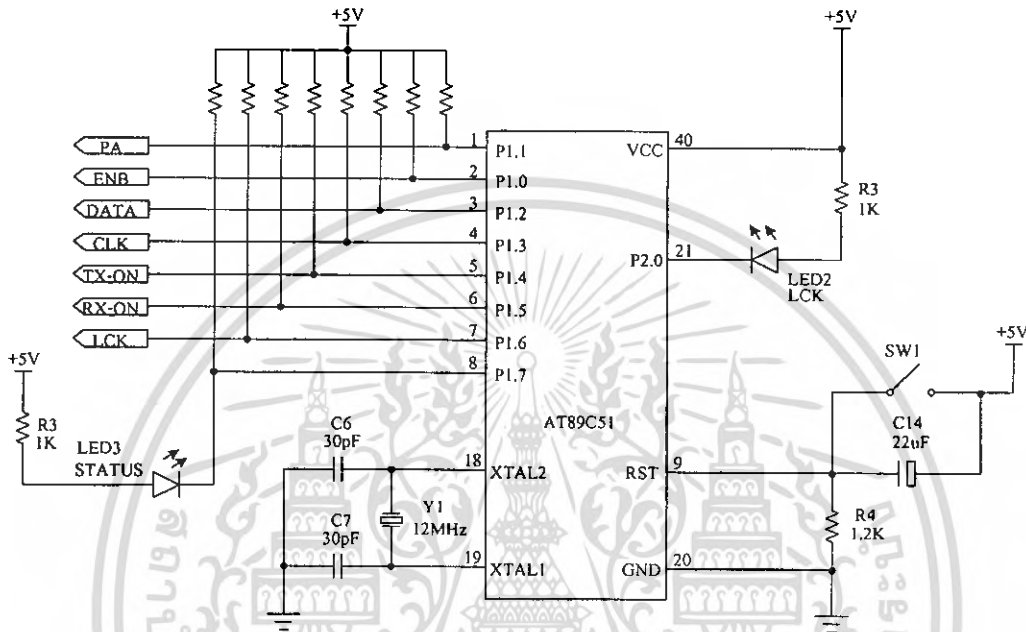 +5V
+5V
PA
1
P1.1
ENB
2
P1.0
DATA
3
P1.2
CLK
4
P1.3
TX-ON
5
P1.4
RX-ON
6
P1.5
LCK
7
P1.6
8
P1.7
VCC
40
R3
1K
P2.0
21
LED2
LCK
+5V
R3
1K
LED3
STATUS
C6
30pF
18
XTAL2
Y1
12MHz
C7
30pF
19
XTAL1
AT89C51
SW1
+5V
C14
22uF
RST
9
R4
1.2K
GND
20